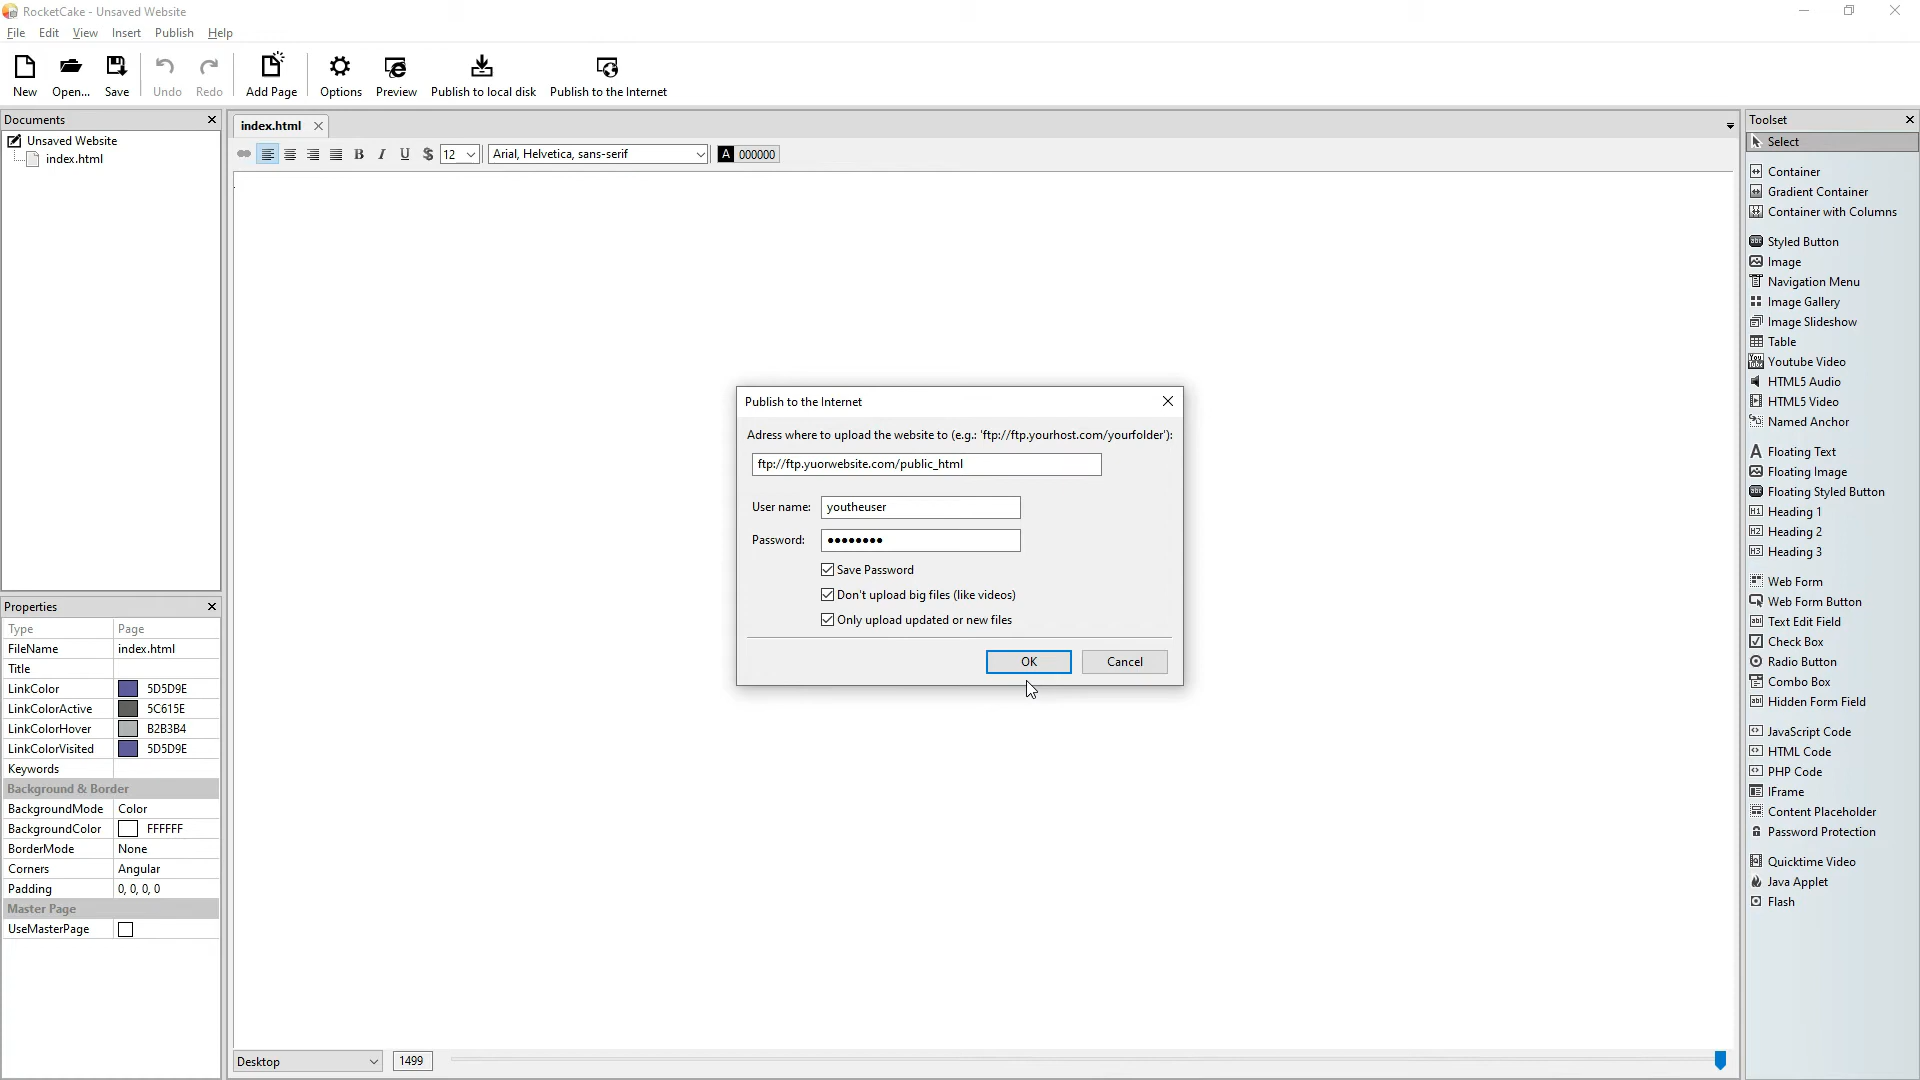 RocketCake - Unsaved Website
File Edit View Insert Publish Help
New Open... Save Undo Redo Add Page Options Preview Publish to local disk Publish to the Internet
Documents
Unsaved Website
index.html
index.html
B I U $ 12 Arial, Helvetica, sans-serif A 000000
Publish to the Internet
Adress where to upload the website to (e.g.: 'ftp://ftp.yourhost.com/yourfolder'):
ftp://ftp.yuorwebsite.com/public_html
User name: youtheuser
Password: ••••••••
Save Password
Don't upload big files (like videos)
Only upload updated or new files
OK Cancel
Properties
Type Page
FileName index.html
Title
LinkColor 5D5D9E
LinkColorActive 5C615E
LinkColorHover B2B3B4
LinkColorVisited 5D5D9E
Keywords
Background & Border
BackgroundMode Color
BackgroundColor FFFFFF
BorderMode None
Corners Angular
Padding 0, 0, 0, 0
Master Page
UseMasterPage
Desktop 1499
Toolset
Select
Container
Gradient Container
Container with Columns
Styled Button
Image
Navigation Menu
Image Gallery
Image Slideshow
Table
Youtube Video
HTML5 Audio
HTML5 Video
Named Anchor
Floating Text
Floating Image
Floating Styled Button
Heading 1
Heading 2
Heading 3
Web Form
Web Form Button
Text Edit Field
Check Box
Radio Button
Combo Box
Hidden Form Field
JavaScript Code
HTML Code
PHP Code
IFrame
Content Placeholder
Password Protection
Quicktime Video
Java Applet
Flash